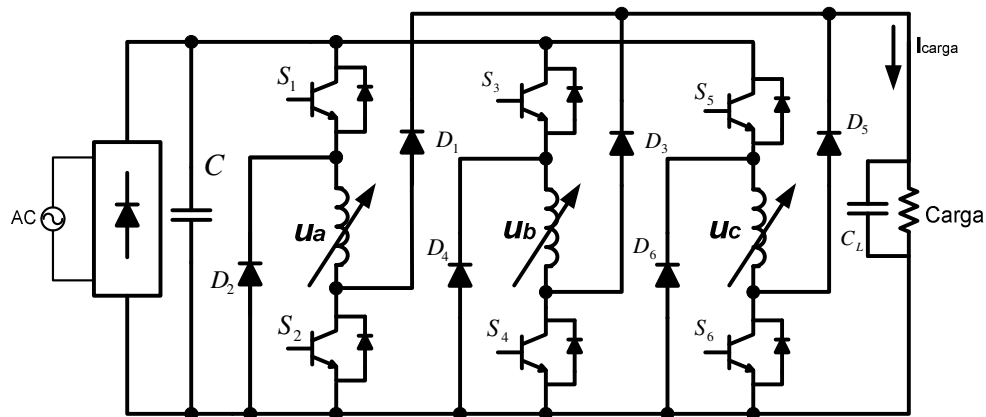 Icarga
S1
S3
S5
D1
D3
D5
C
AC
ua
ub
uc
CL
Carga
D2
D4
D6
S2
S4
S6